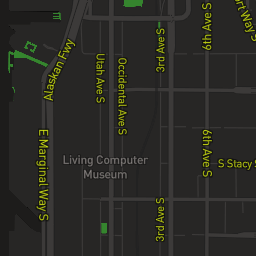 Alaskan Fwy
Utah Ave S
Occidental Ave S
3rd Ave S
6th Ave S
E Marginal Way S
Living Computer
Museum
6th Ave S
S Stacy S
3rd Ave S